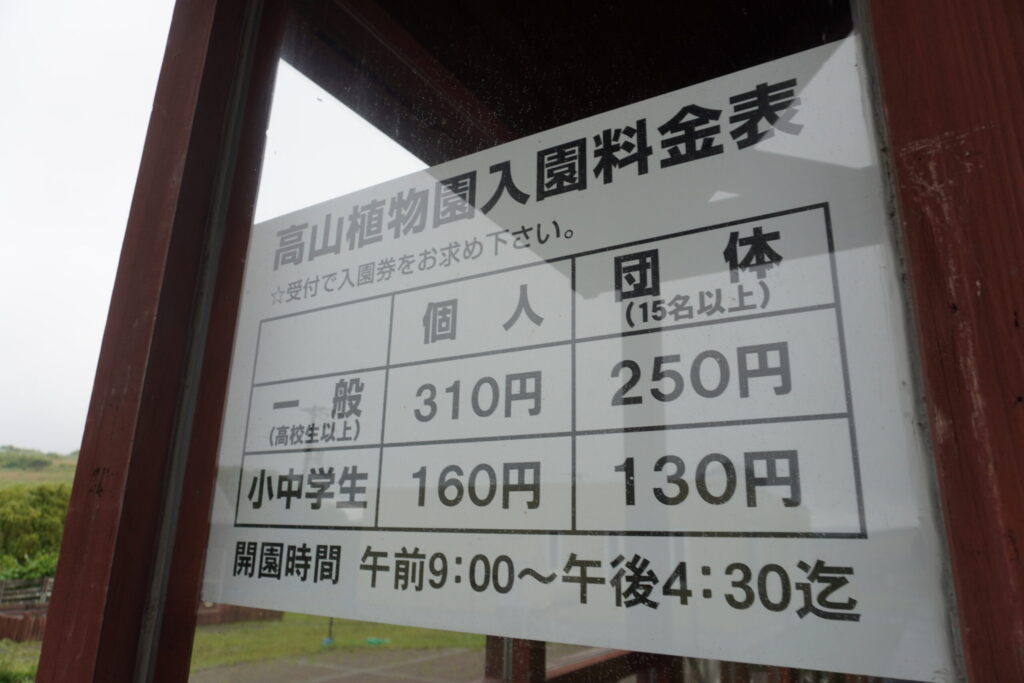 高山植物園入園料金表
☆受付で入園券をお求め下さい。
個人 団体
(15名以上)
一般 310円 250円
(高校生以上)
小中学生 160円 130円
開園時間 午前9:00～午後4:30迄